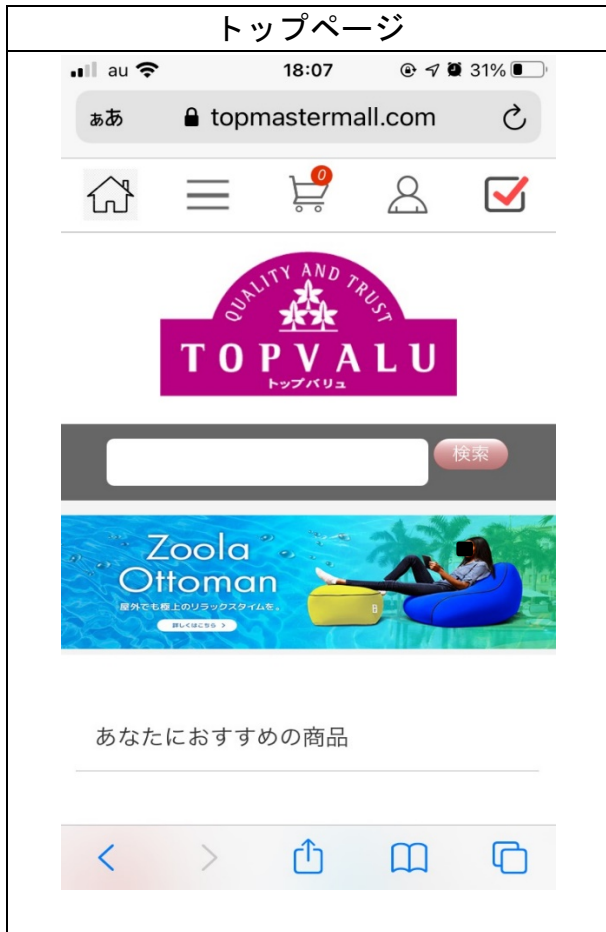 トップページ
au 18:07 31%
ぁあ topmastermall.com
0
QUALITY AND TRUST
TOPVALU
トップバリュ
検索
Zoola
Ottoman
屋外でも極上のリラックスタイムを。
詳しくはこちら >
B
あなたにおすすめの商品